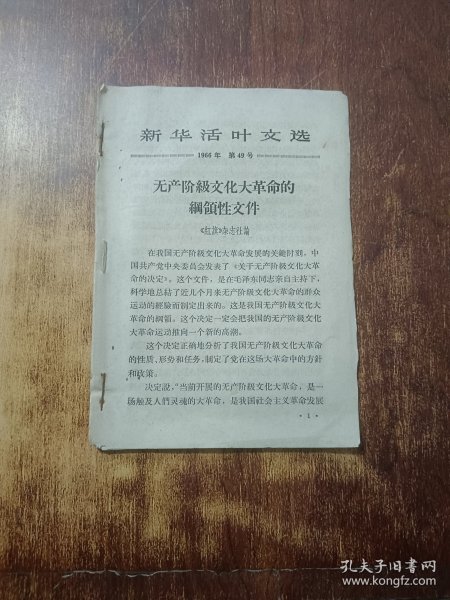 新华活叶文选
1966年 第49号
无产阶級文化大革命的
綱領性文件
《紅旗》杂志社論
在我国无产阶級文化大革命发展的关鍵时刻，中
国共产党中央委員会发表了《关于无产阶級文化大革
命的决定》。这个文件，是在毛泽东同志亲自主持下，
科学地总結了近几个月来无产阶級文化大革命的群众
运动的經驗而制定出来的。这是我国无产阶級文化大
革命的綱領。这个决定一定会把我国的无产阶級文化大
革命运动推向一个新的高潮。
这个决定正确地分析了我国无产阶級文化大革命
的性质、形势和任务，制定了党在这场大革命中的方針
和政策。
决定說，“当前开展的无产阶級文化大革命，是一
场触及人們灵魂的大革命，是我国社会主义革命发展
· 1 ·
孔夫子旧书网
www.kongfz.com